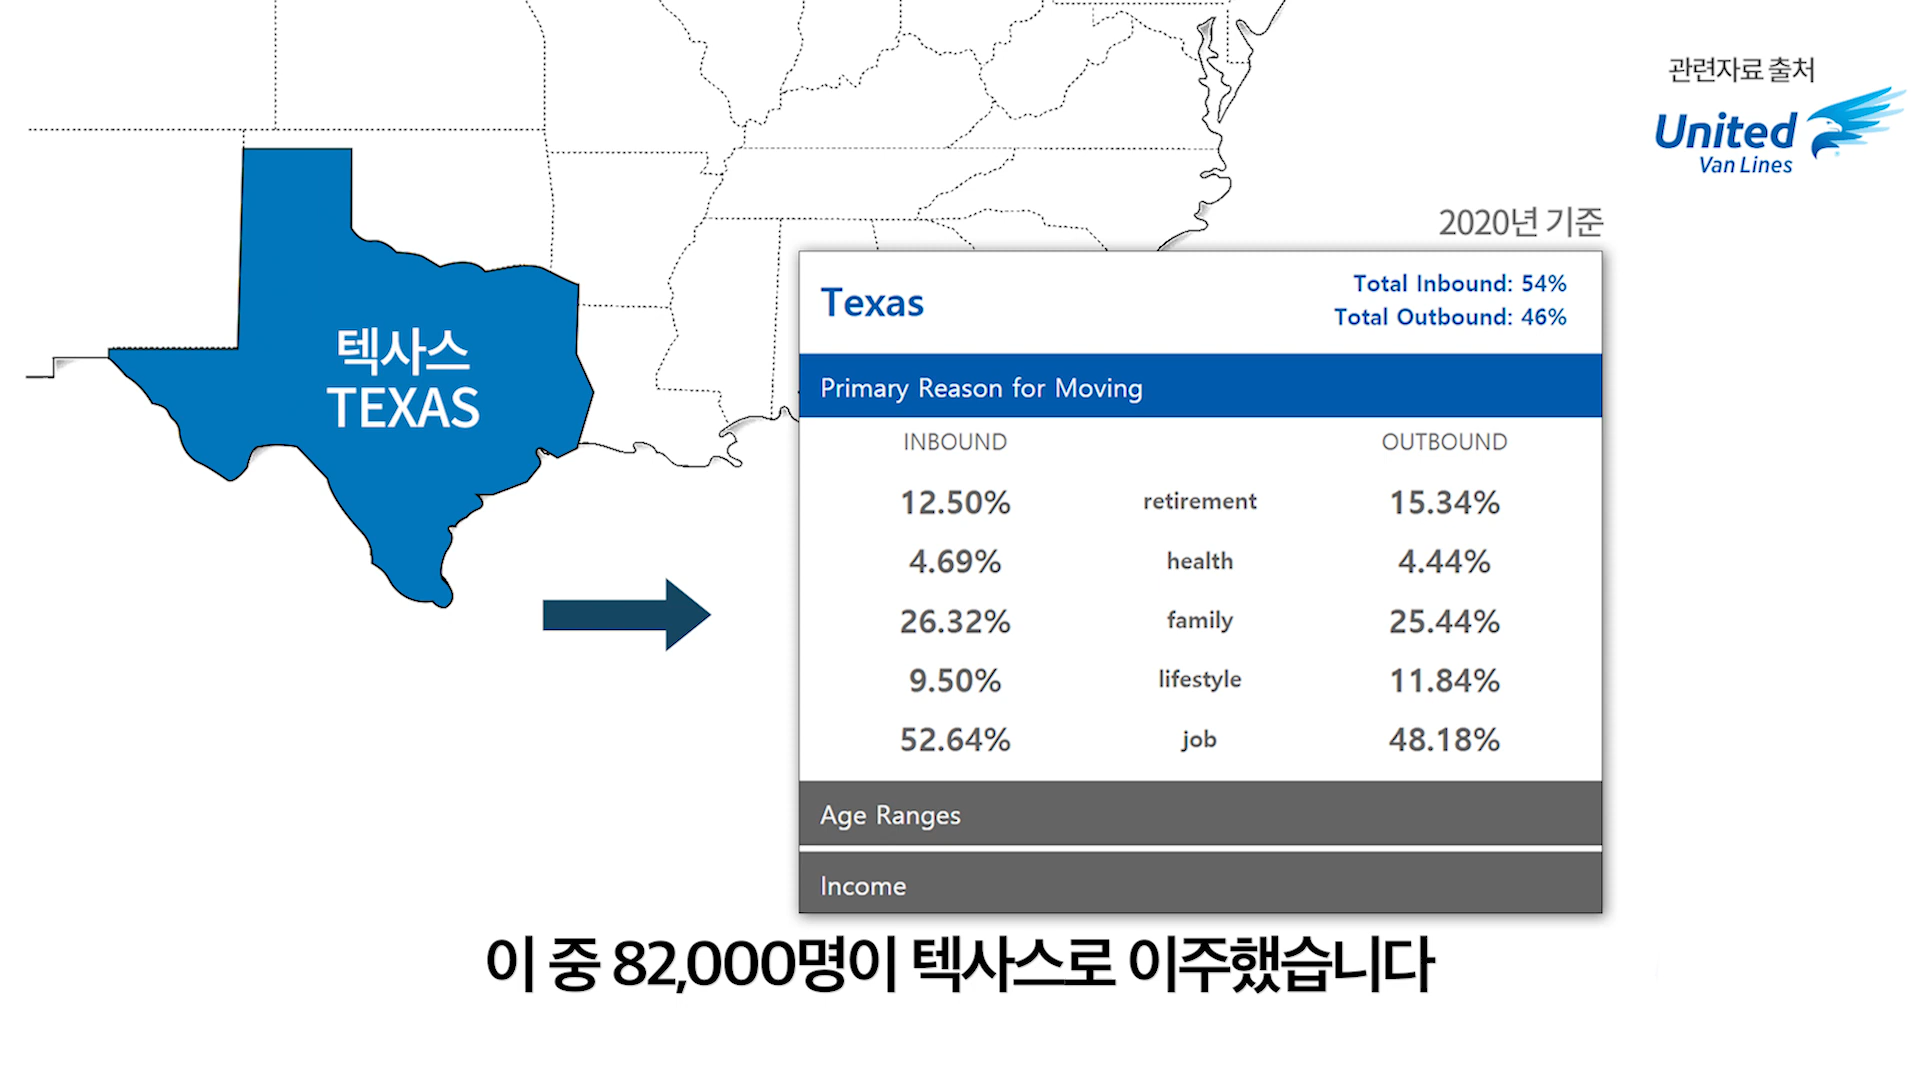 관련자료 출처
United
Van Lines
2020년 기준
텍사스
TEXAS
Texas
Total Inbound: 54%
Total Outbound: 46%
Primary Reason for Moving
INBOUND OUTBOUND
12.50% retirement 15.34%
4.69% health 4.44%
26.32% family 25.44%
9.50% lifestyle 11.84%
52.64% job 48.18%
Age Ranges
Income
이 중 82,000명이 텍사스로 이주했습니다